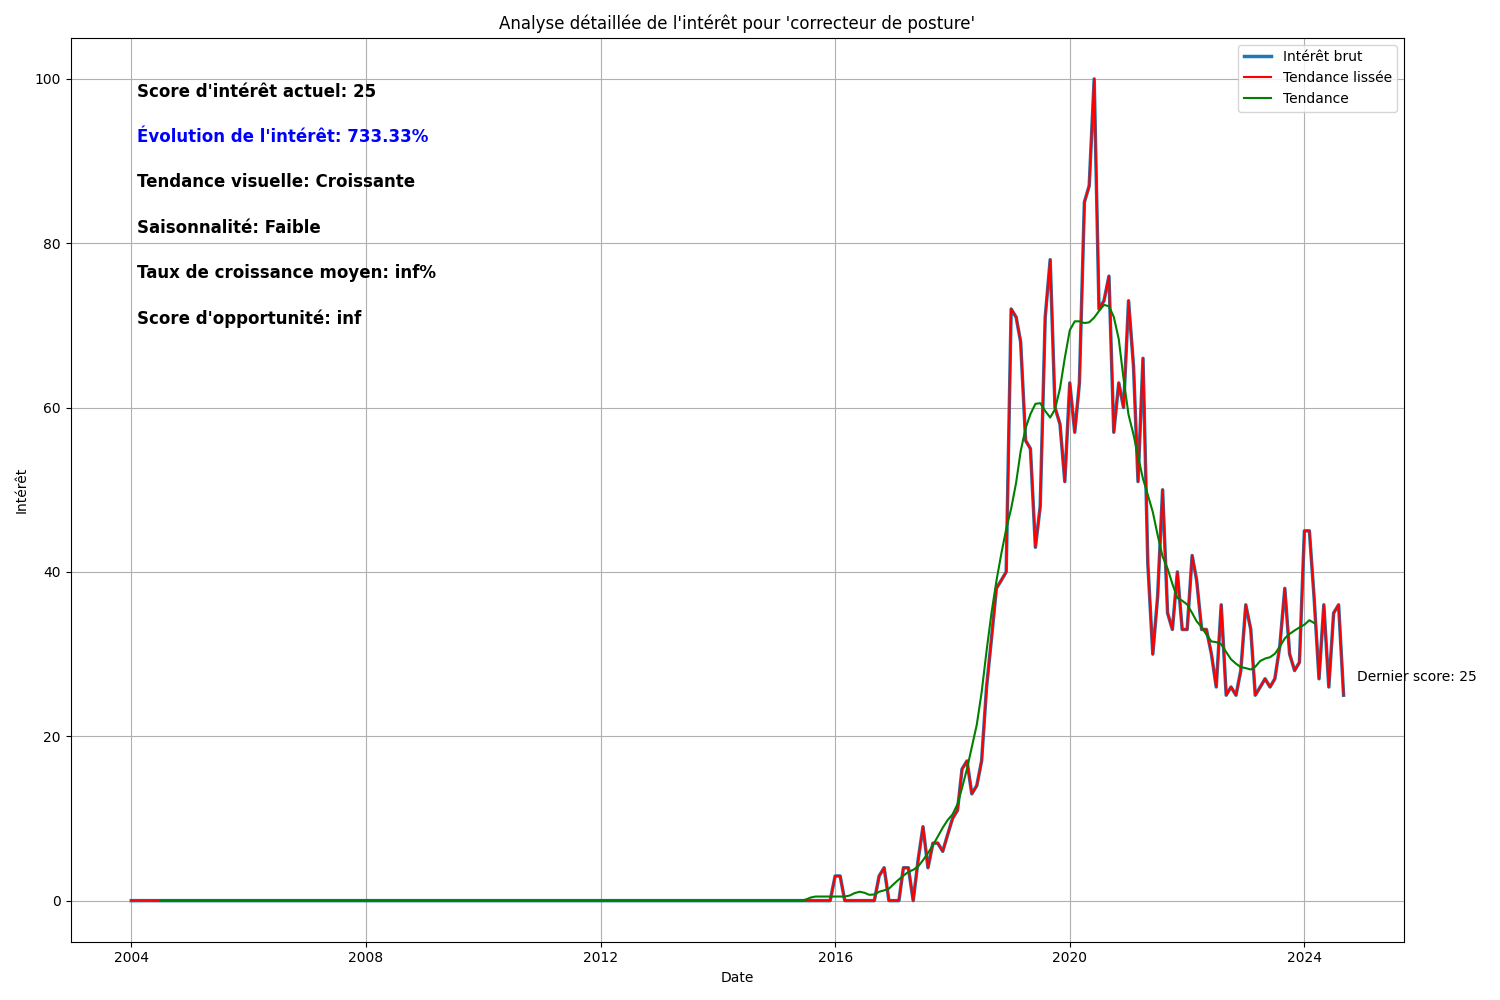 Analyse détaillée de l'intérêt pour 'correcteur de posture'
Intérêt brut
Tendance lissée
Tendance
Score d'intérêt actuel: 25
Évolution de l'intérêt: 733.33%
Tendance visuelle: Croissante
Saisonnalité: Faible
Taux de croissance moyen: inf%
Score d'opportunité: inf
Dernier score: 25
Intérêt
100
80
60
40
20
0
2004 2008 2012 2016 2020 2024
Date